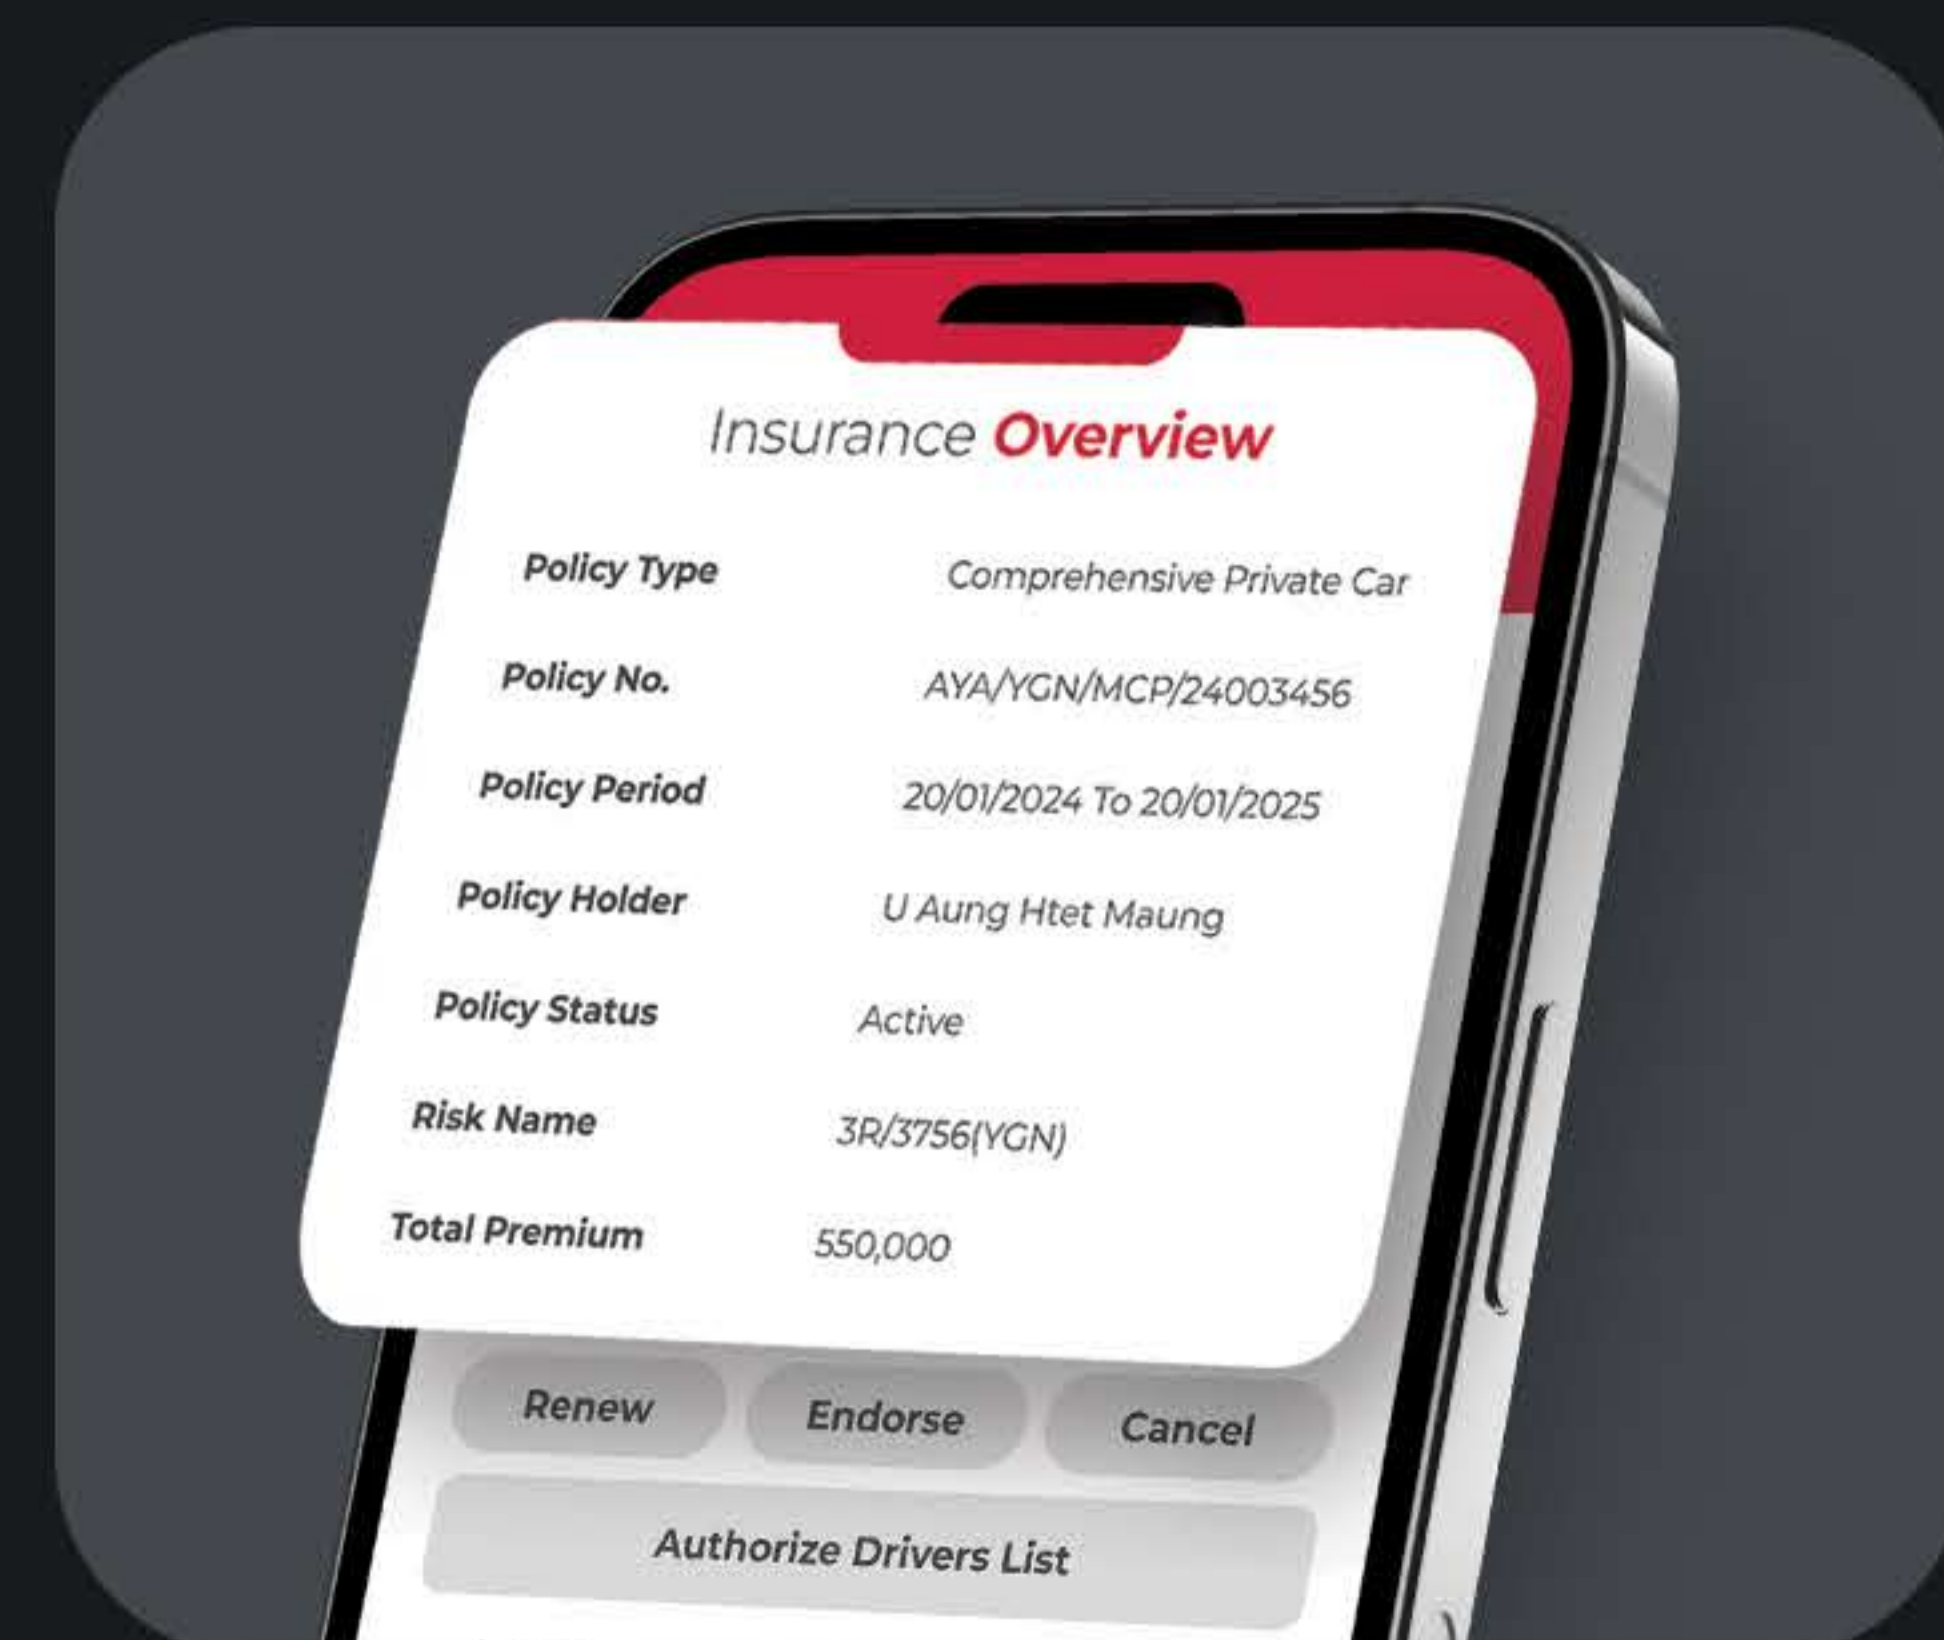 Insurance Overview
Policy Type Comprehensive Private Car
Policy No. AYA/YGN/MCP/24003456
Policy Period 20/01/2024 To 20/01/2025
Policy Holder U Aung Htet Maung
Policy Status Active
Risk Name 3R/3756(YGN)
Total Premium 550,000
Renew Endorse Cancel
Authorize Drivers List